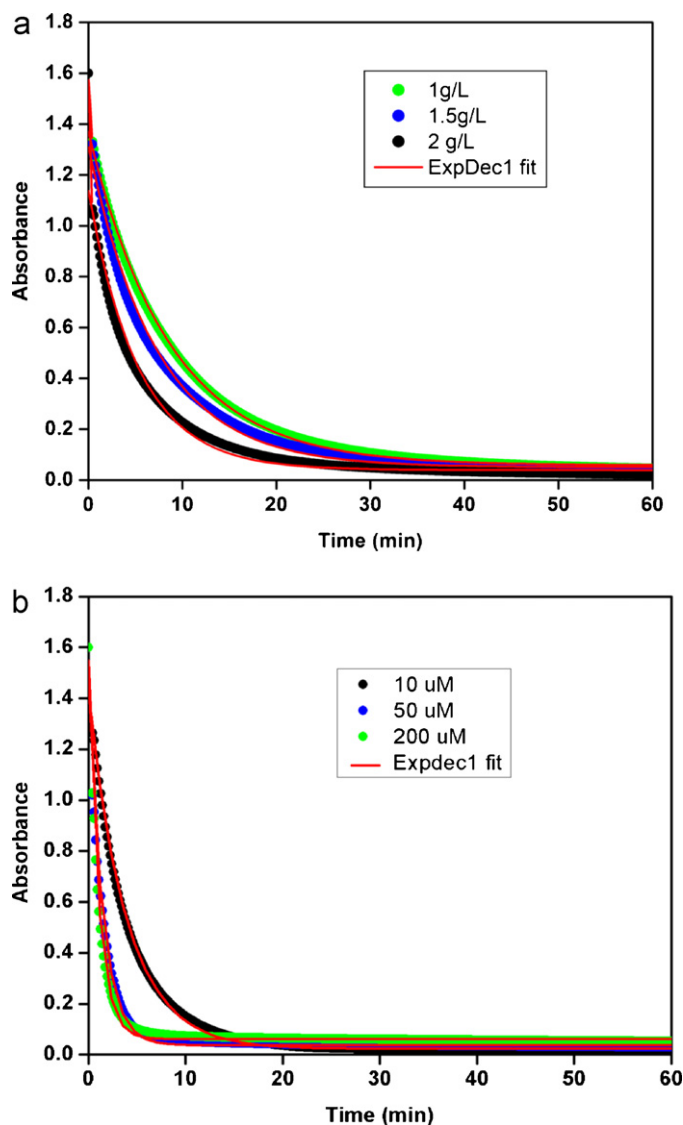 a
1.8
1.6
1.4
1.2
1.0
0.8
0.6
0.4
0.2
0.0
Absorbance
1g/L
1.5g/L
2 g/L
ExpDec1 fit
0 10 20 30 40 50 60
Time (min)
b
1.8
1.6
1.4
1.2
1.0
0.8
0.6
0.4
0.2
0.0
Absorbance
10 uM
50 uM
200 uM
Expdec1 fit
0 10 20 30 40 50 60
Time (min)